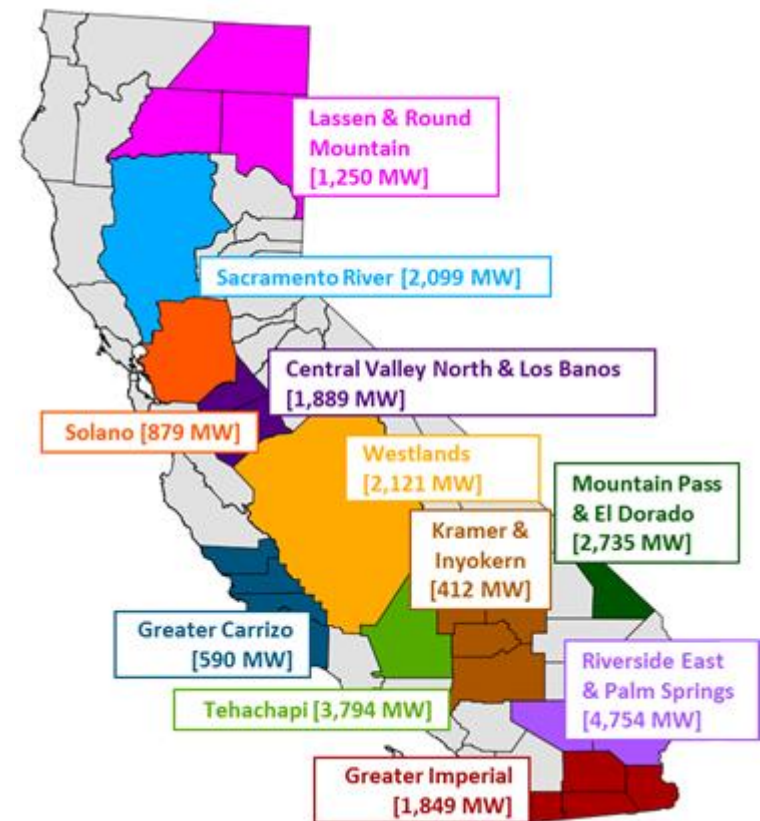 Lassen & Round
Mountain
[1,250 MW]
Sacramento River [2,099 MW]
Central Valley North & Los Banos
[1,889 MW]
Solano [879 MW]
Westlands
[2,121 MW]
Mountain Pass
& El Dorado
[2,735 MW]
Kramer &
Inyokern
[412 MW]
Greater Carrizo
[590 MW]
Riverside East
& Palm Springs
[4,754 MW]
Tehachapi [3,794 MW]
Greater Imperial
[1,849 MW]